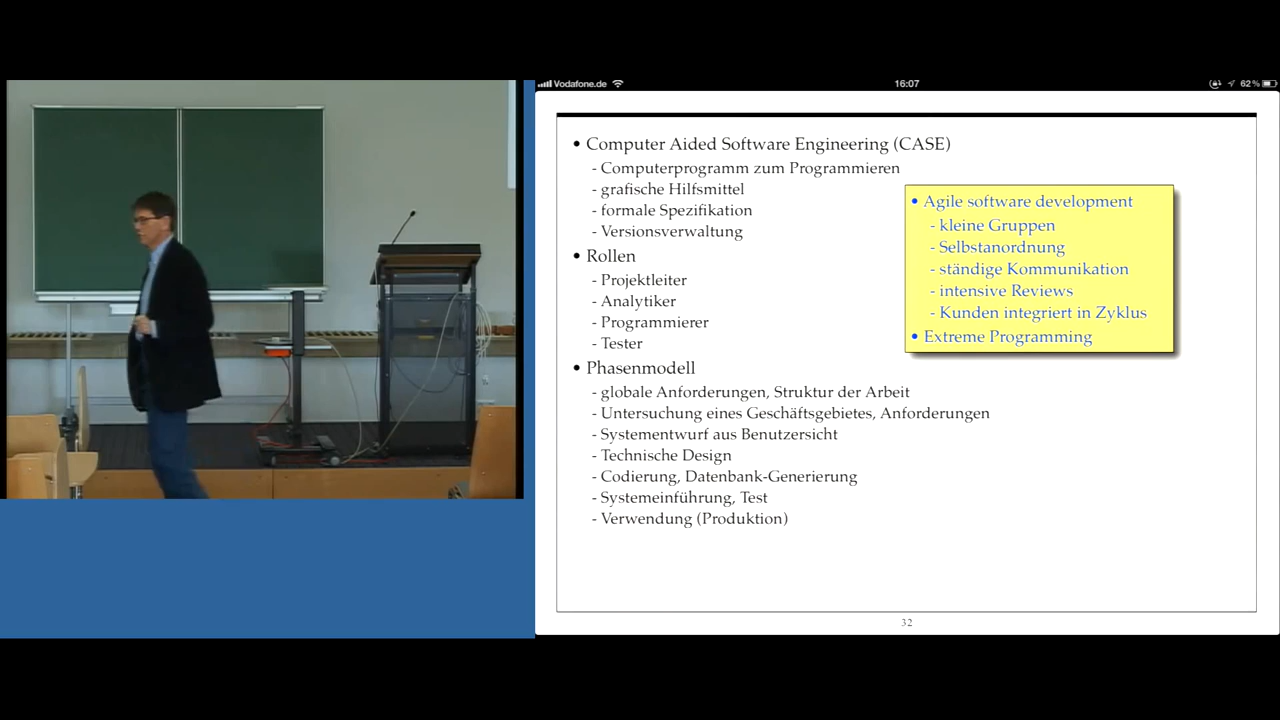 Vodafone.de 16:07 62%
• Computer Aided Software Engineering (CASE)
- Computerprogramm zum Programmieren
- grafische Hilfsmittel
- formale Spezifikation
- Versionsverwaltung
• Rollen
- Projektleiter
- Analytiker
- Programmierer
- Tester
• Phasenmodell
- globale Anforderungen, Struktur der Arbeit
- Untersuchung eines Geschäftsgebietes, Anforderungen
- Systementwurf aus Benutzersicht
- Technische Design
- Codierung, Datenbank-Generierung
- Systemeinführung, Test
- Verwendung (Produktion)
• Agile software development
- kleine Gruppen
- Selbstanordnung
- ständige Kommunikation
- intensive Reviews
- Kunden integriert in Zyklus
• Extreme Programming
32